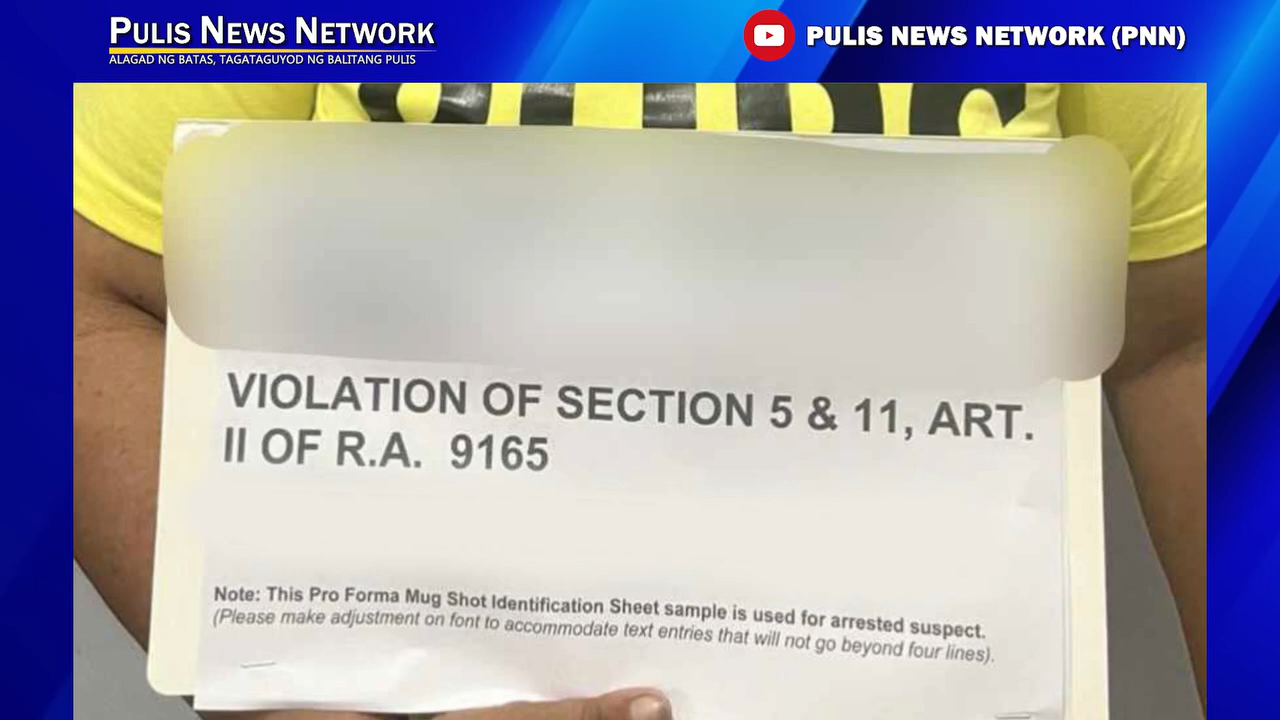 PULIS NEWS NETWORK
ALAGAD NG BATAS, TAGATAGUYOD NG BALITANG PULIS
PULIS NEWS NETWORK (PNN)
VIOLATION OF SECTION 5 & 11, ART.
II OF R.A. 9165
Note: This Pro Forma Mug Shot Identification Sheet sample is used for arrested suspect.
(Please make adjustment on font to accommodate text entries that will not go beyond four lines).